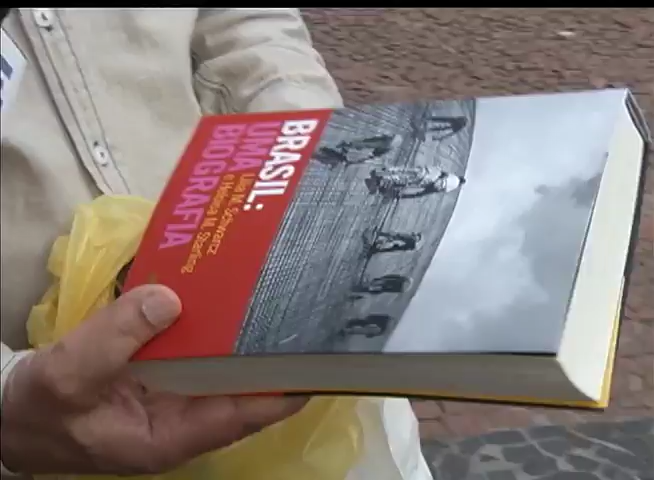 BRASIL:
UMA
BIOGRAFIA
Lilia M. Schwarcz
e Heloisa M. Starling